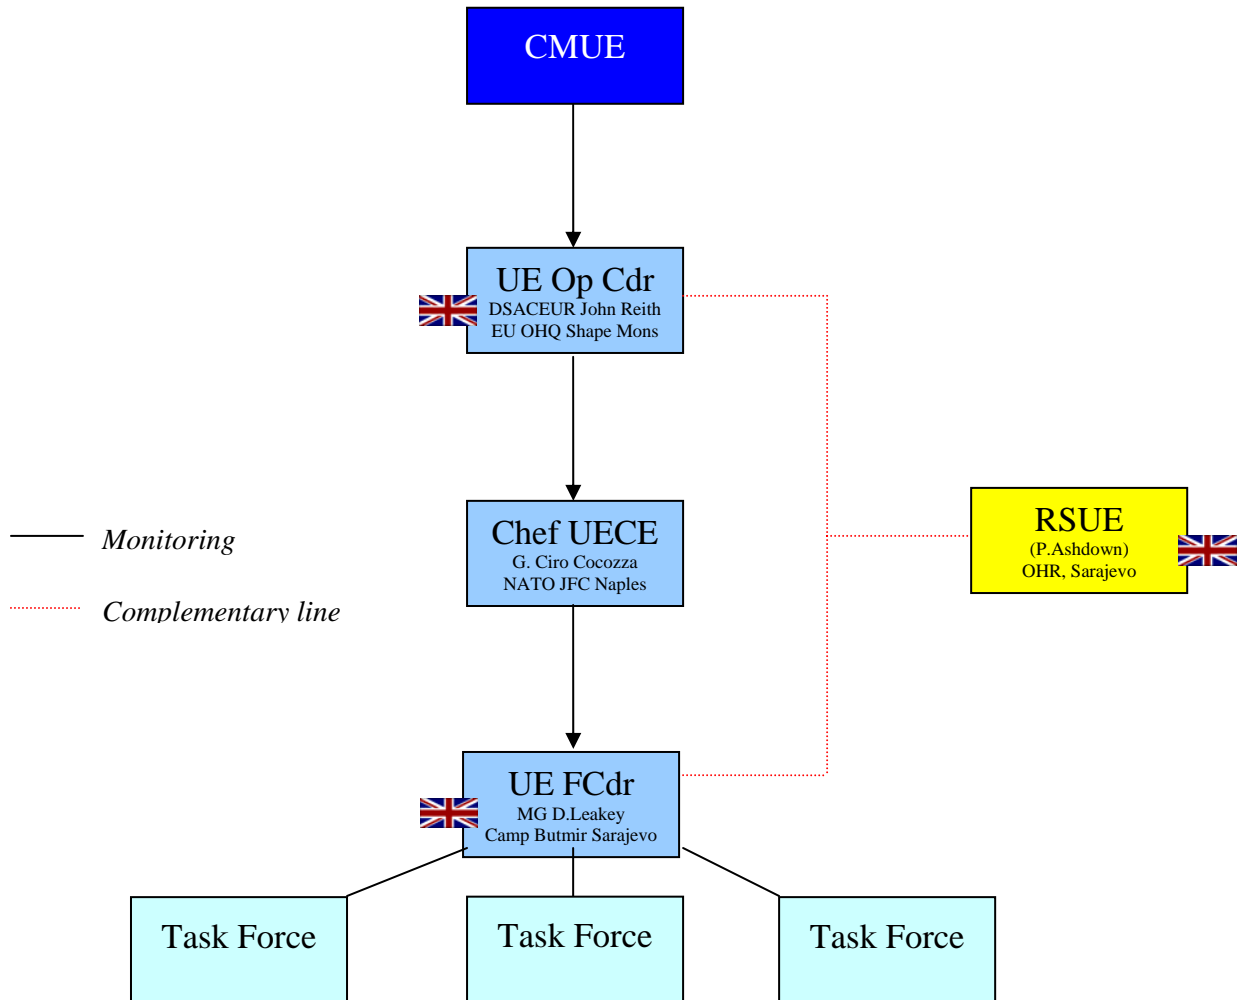 CMUE
UE Op Cdr
DSACEUR John Reith
EU OHQ Shape Mons
Chef UECE
G. Ciro Cocozza
NATO JFC Naples
RSUE
(P.Ashdown)
OHR, Sarajevo
Monitoring
Complementary line
UE FCdr
MG D.Leakey
Camp Butmir Sarajevo
Task Force
Task Force
Task Force